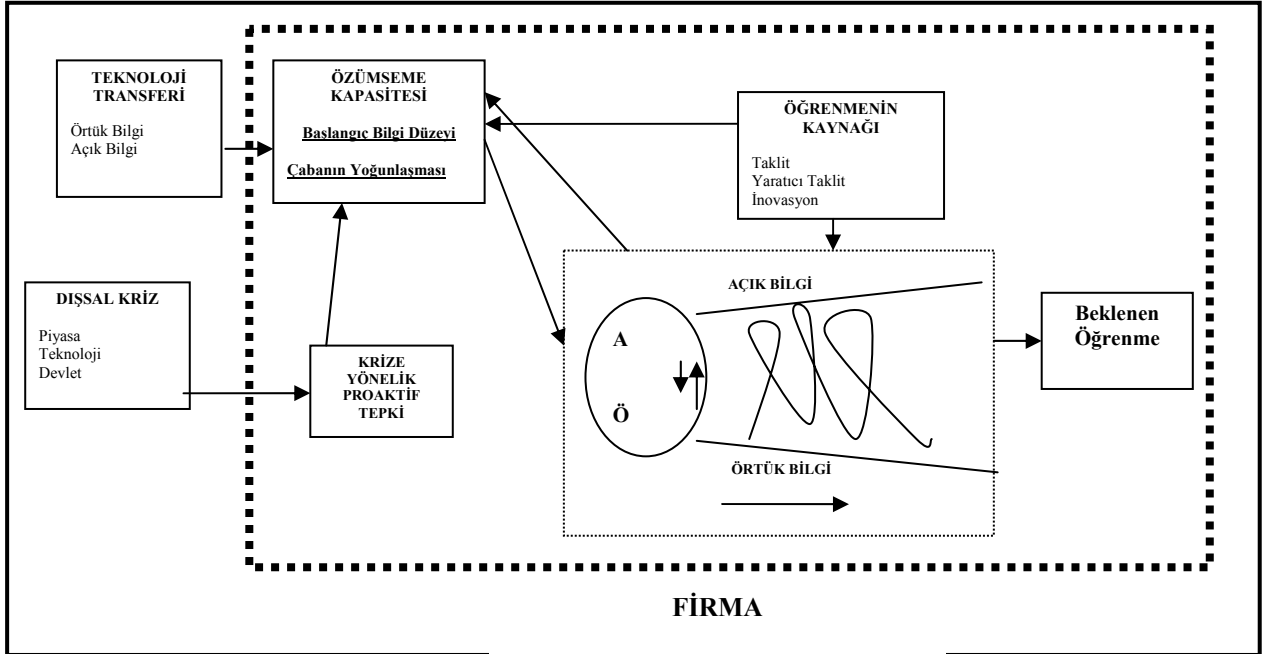 TEKNOLOJİ
TRANSFERİ
Örtük Bilgi
Açık Bilgi
ÖZÜMSEME
KAPASİTESİ
Başlangıc Bilgi Düzeyi
Çabanın Yoğunlaşması
ÖĞRENMENİN
KAYNAĞI
Taklit
Yaratıcı Taklit
İnovasyon
DIŞSAL KRİZ
Piyasa
Teknoloji
Devlet
KRİZE
YÖNELİK
PROAKTİF
TEPKİ
AÇIK BİLGİ
A
Ö
ÖRTÜK BİLGİ
Beklenen
Öğrenme
FİRMA